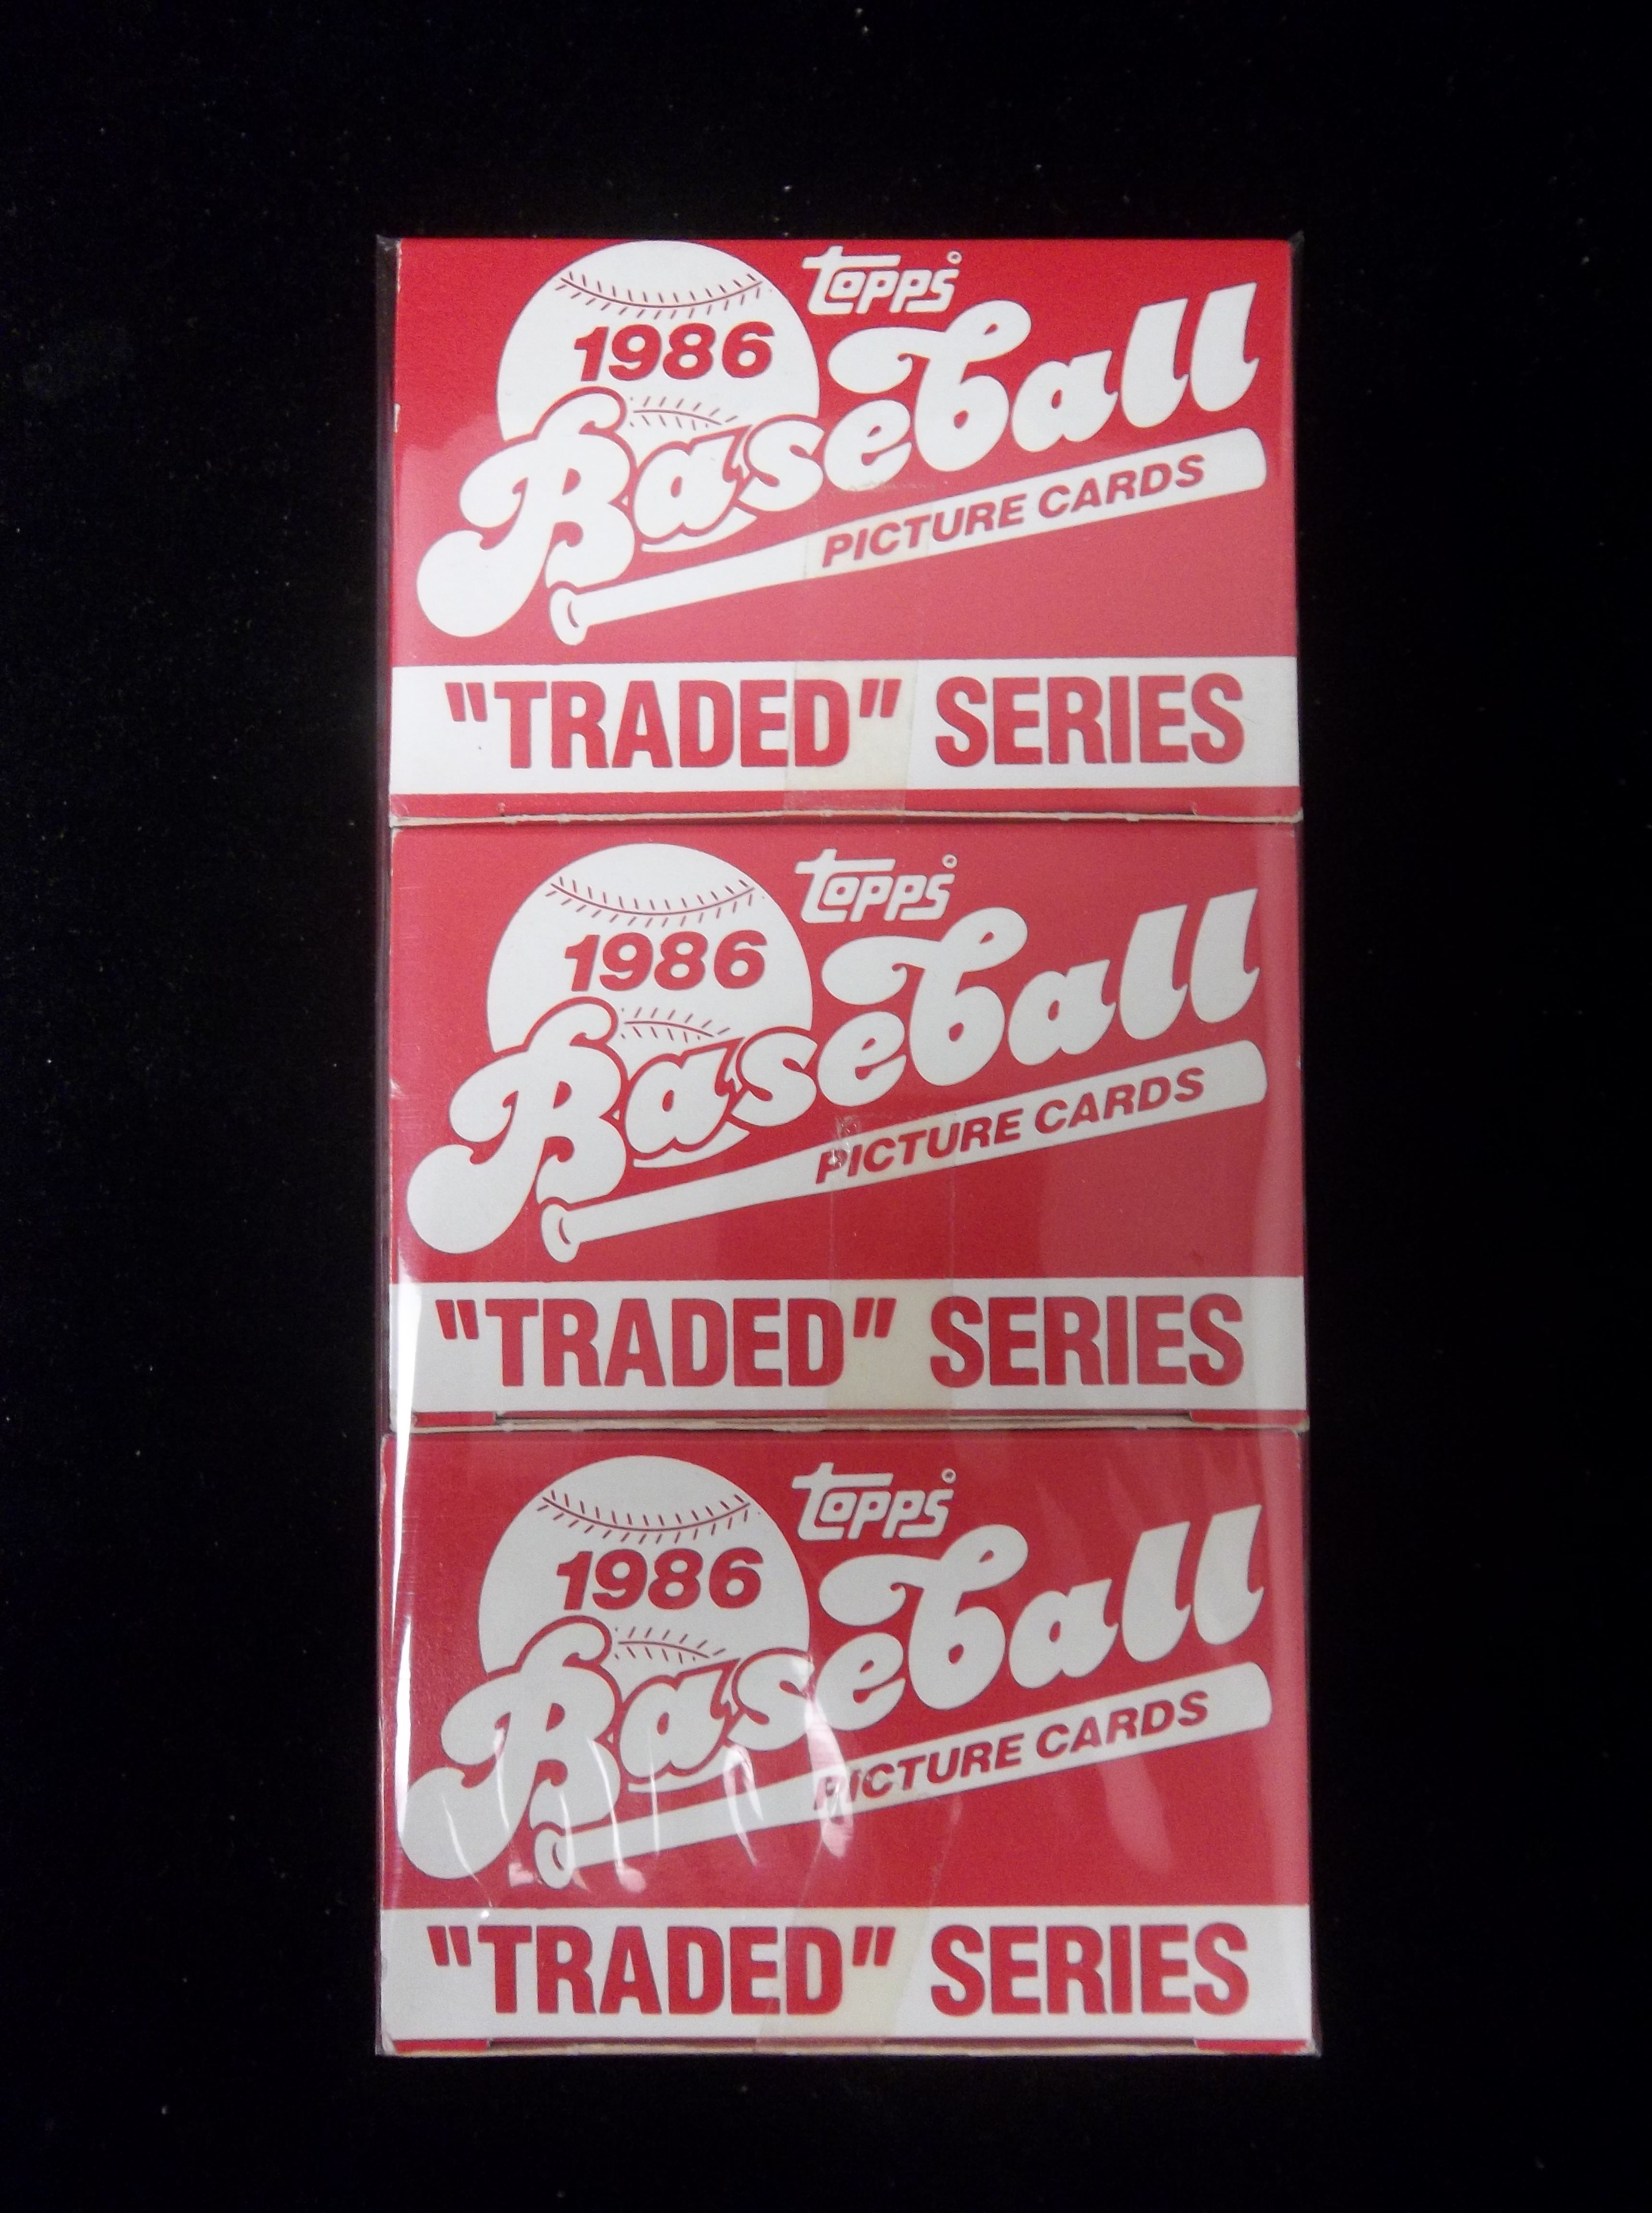 Topps®
1986
Baseball
PICTURE CARDS
"TRADED" SERIES
Topps®
1986
Baseball
PICTURE CARDS
"TRADED" SERIES
Topps®
1986
Baseball
PICTURE CARDS
"TRADED" SERIES